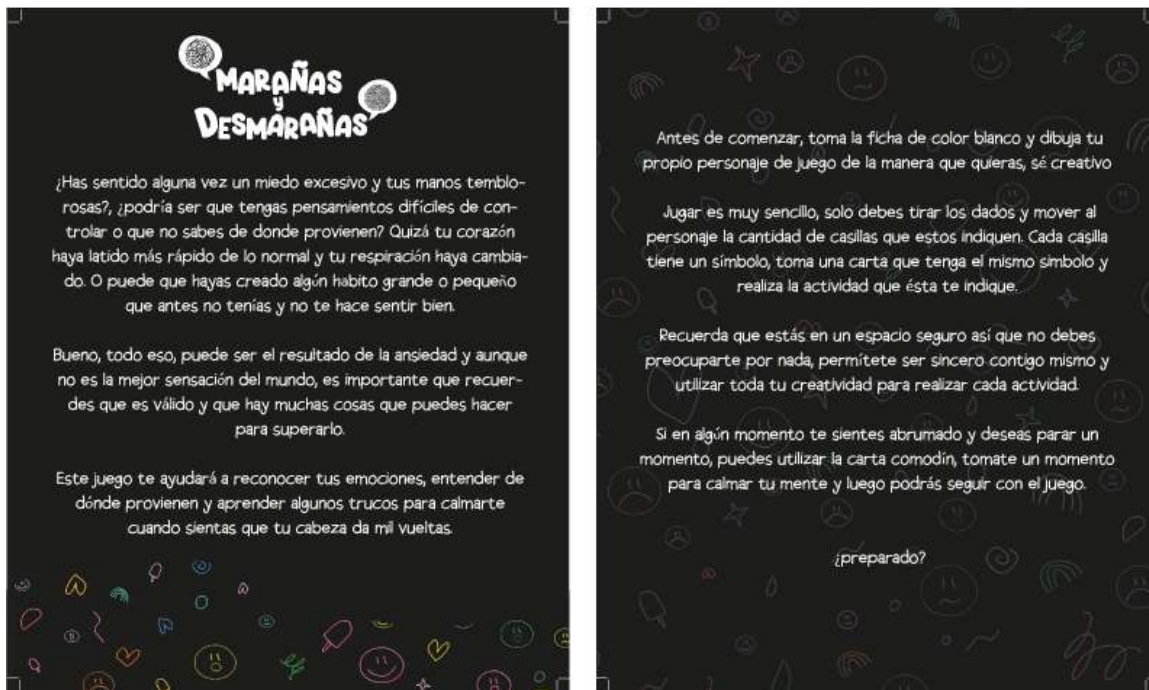 MARAÑAS
y
DESMARAÑAS
¿Has sentido alguna vez un miedo excesivo y tus manos temblo-
rosas?, ¿podría ser que tengas pensamientos difíciles de con-
trolar o que no sabes de donde provienen? Quizá tu corazón
haya latido más rápido de lo normal y tu respiración haya cambia-
do. O puede que hayas creado algún habito grande o pequeño
que antes no tenías y no te hace sentir bien.
Bueno, todo eso, puede ser el resultado de la ansiedad y aunque
no es la mejor sensación del mundo, es importante que recuer-
des que es válido y que hay muchas cosas que puedes hacer
para superarlo.
Este juego te ayudará a reconocer tus emociones, entender de
dónde provienen y aprender algunos trucos para calmarte
cuando sientas que tu cabeza da mil vueltas.
Antes de comenzar, toma la ficha de color blanco y dibuja tu
propio personaje de juego de la manera que quieras, sé creativo
Jugar es muy sencillo, solo debes tirar los dados y mover al
personaje la cantidad de casillas que estos indiquen. Cada casilla
tiene un símbolo, toma una carta que tenga el mismo simbolo y
realiza la actividad que ésta te indique.
Recuerda que estás en un espacio seguro así que no debes
preocuparte por nada, permítete ser sincero contigo mismo y
utilizar toda tu creatividad para realizar cada actividad.
Si en algún momento te sientes abrumado y deseas parar un
momento, puedes utilizar la carta comodín, tomate un momento
para calmar tu mente y luego podrás seguir con el juego.
¿preparado?